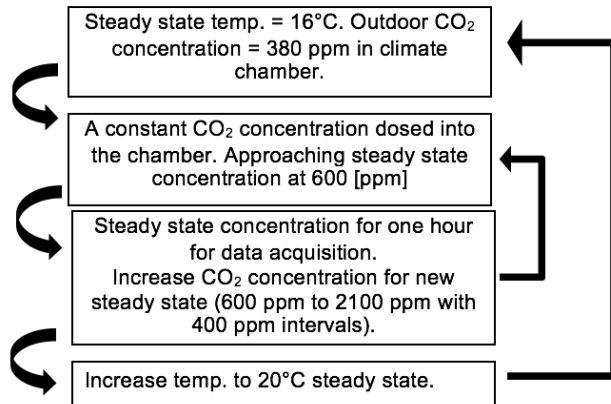 Steady state temp. = 16°C. Outdoor CO₂
concentration = 380 ppm in climate
chamber.
A constant CO₂ concentration dosed into
the chamber. Approaching steady state
concentration at 600 [ppm]
Steady state concentration for one hour
for data acquisition.
Increase CO₂ concentration for new
steady state (600 ppm to 2100 ppm with
400 ppm intervals).
Increase temp. to 20°C steady state.